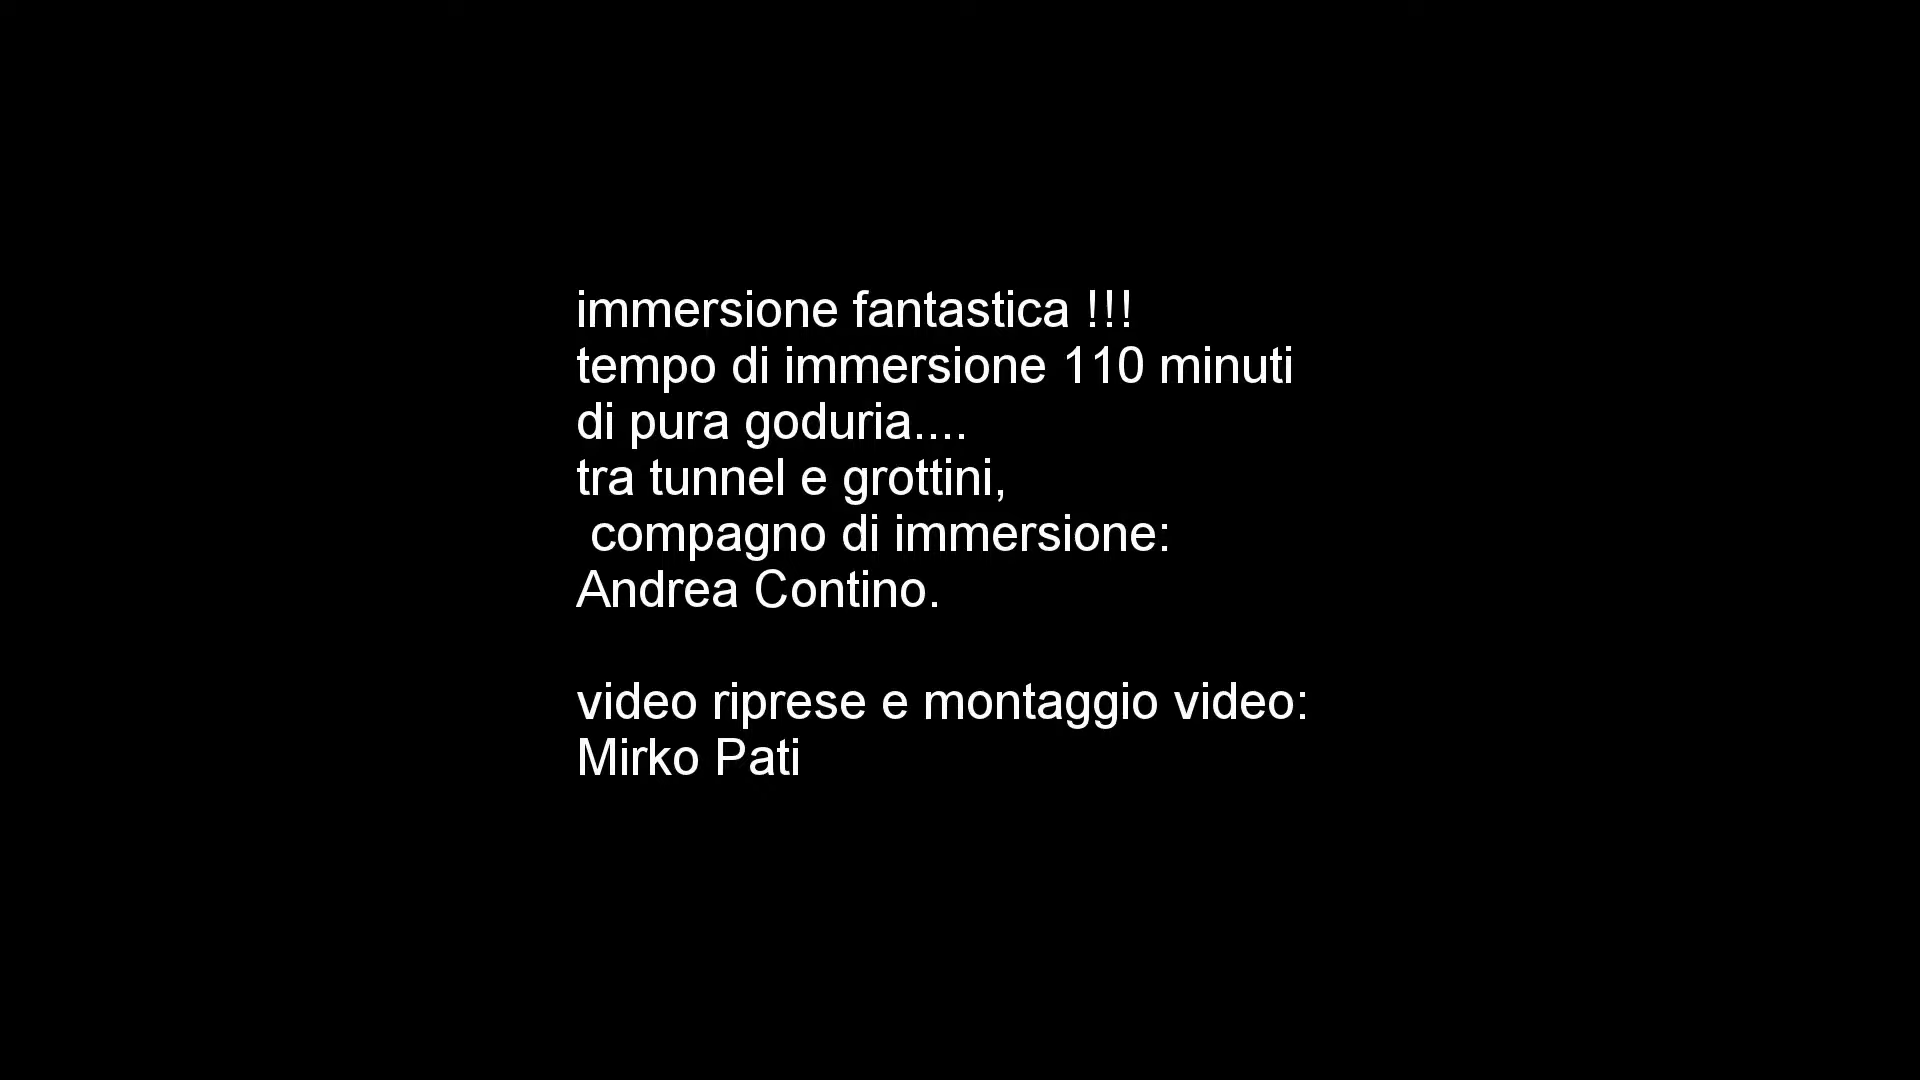 immersione fantastica !!!
tempo di immersione 110 minuti
di pura goduria....
tra tunnel e grottini,
compagno di immersione:
Andrea Contino.
video riprese e montaggio video:
Mirko Pati